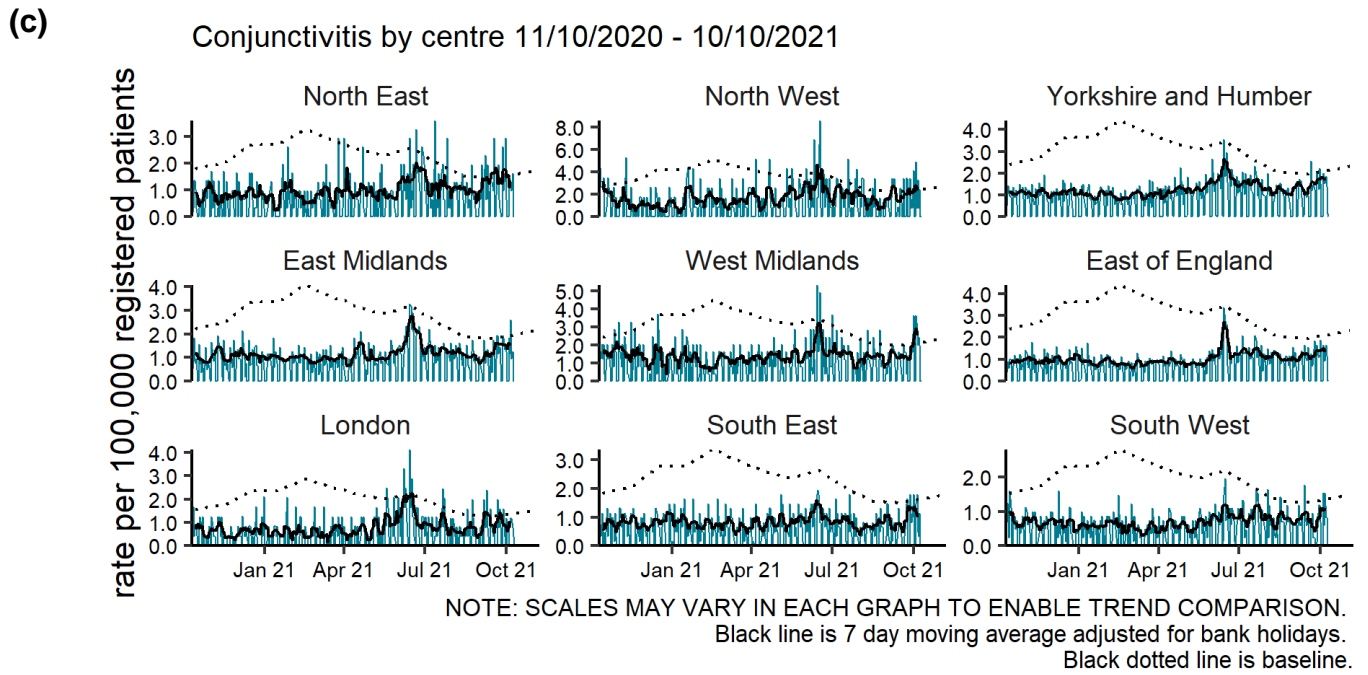 (c)
Conjunctivitis by centre 11/10/2020 - 10/10/2021
rate per 100,000 registered patients
North East
3.0
2.0
1.0
0.0
North West
8.0
6.0
4.0
2.0
0.0
Yorkshire and Humber
4.0
3.0
2.0
1.0
0.0
East Midlands
4.0
3.0
2.0
1.0
0.0
West Midlands
5.0
4.0
3.0
2.0
1.0
0.0
East of England
4.0
3.0
2.0
1.0
0.0
London
4.0
3.0
2.0
1.0
0.0
Jan 21 Apr 21 Jul 21 Oct 21
South East
3.0
2.0
1.0
0.0
Jan 21 Apr 21 Jul 21 Oct 21
South West
2.0
1.0
0.0
Jan 21 Apr 21 Jul 21 Oct 21
NOTE: SCALES MAY VARY IN EACH GRAPH TO ENABLE TREND COMPARISON.
Black line is 7 day moving average adjusted for bank holidays.
Black dotted line is baseline.